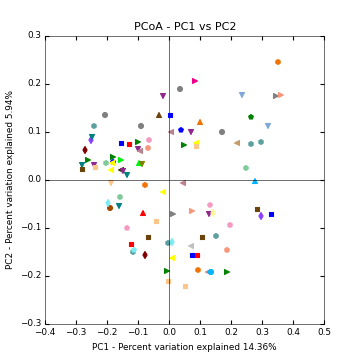 PCoA - PC1 vs PC2
0.3
0.2
0.1
0.0
−0.1
−0.2
−0.3
PC2 - Percent variation explained 5.94%
−0.4 −0.3 −0.2 −0.1 0.0 0.1 0.2 0.3 0.4 0.5
PC1 - Percent variation explained 14.36%